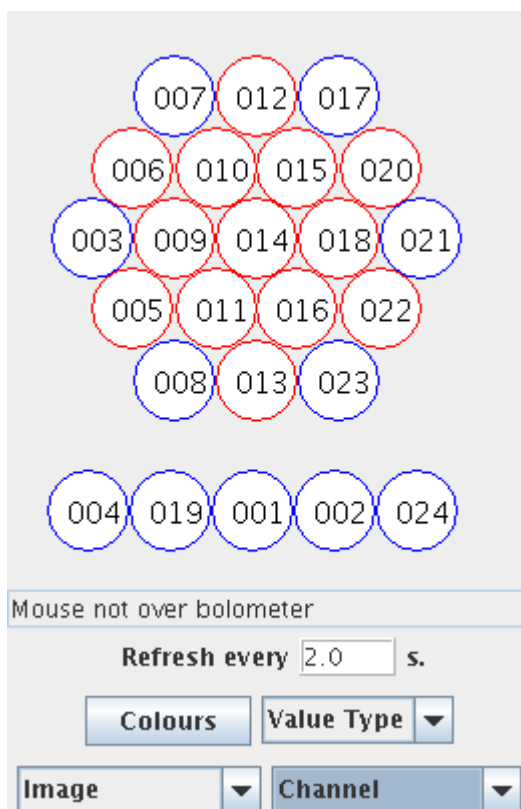 007 012 017
006 010 015 020
003 009 014 018 021
005 011 016 022
008 013 023
004 019 001 002 024
Mouse not over bolometer
Refresh every 2.0 s.
Colours Value Type
Image Channel